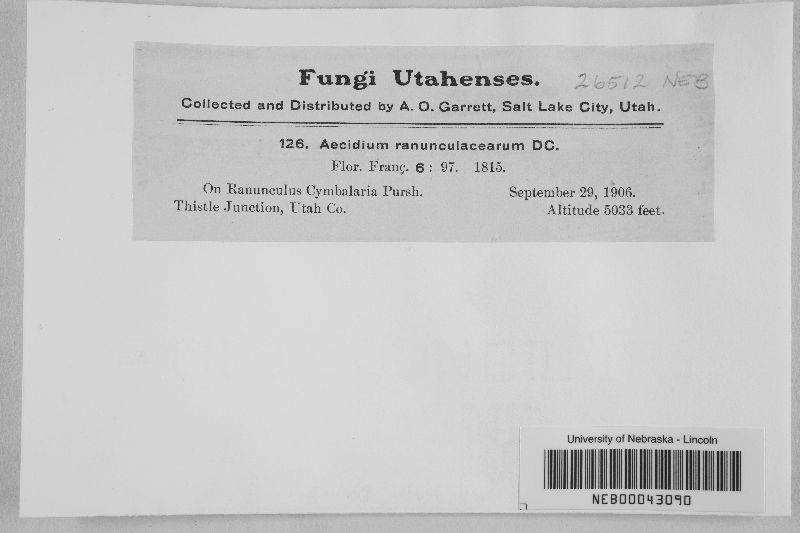 Fungi Utahenses. 26512 NEB
Collected and Distributed by A. O. Garrett, Salt Lake City, Utah.
126. Aecidium ranunculacearum DC.
Flor. Franç. 6: 97. 1815.
On Ranunculus Cymbalaria Pursh. September 29, 1906.
Thistle Junction, Utah Co. Altitude 5033 feet.
University of Nebraska - Lincoln
NEB00043090